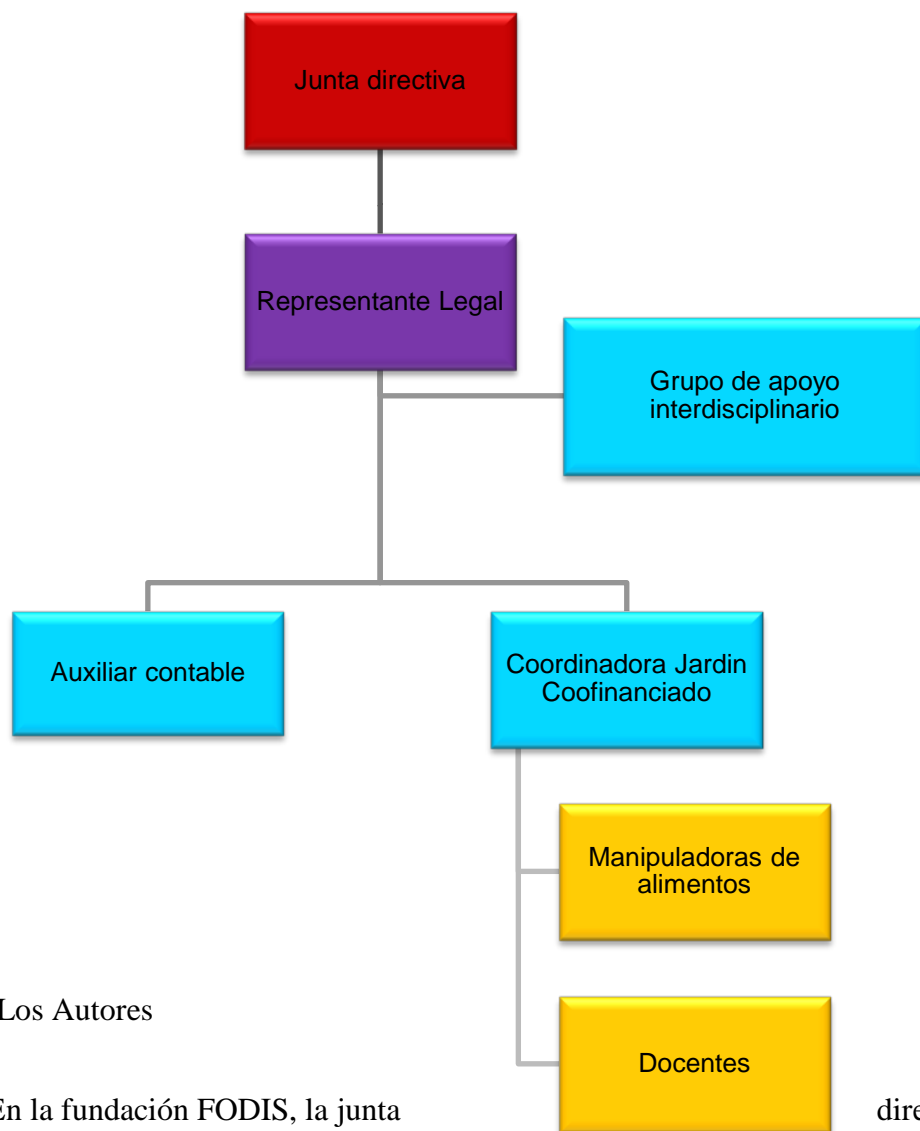 Junta directiva
Representante Legal
Grupo de apoyo
interdisciplinario
Auxiliar contable
Coordinadora Jardin
Coofinanciado
Manipuladoras de
alimentos
Docentes
Los Autores
En la fundación FODIS, la junta